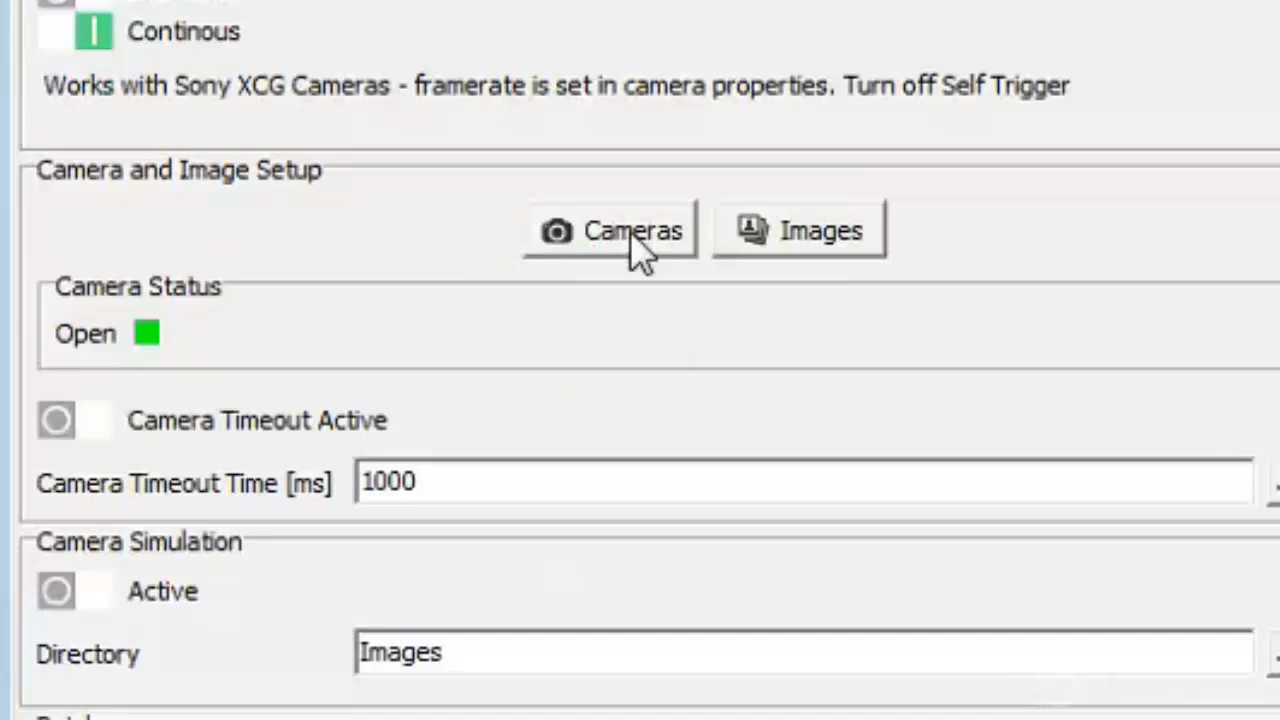 Continous
Works with Sony XCG Cameras - framerate is set in camera properties. Turn off Self Trigger
Camera and Image Setup
Cameras Images
Camera Status
Open
Camera Timeout Active
Camera Timeout Time [ms] 1000
Camera Simulation
Active
Directory Images